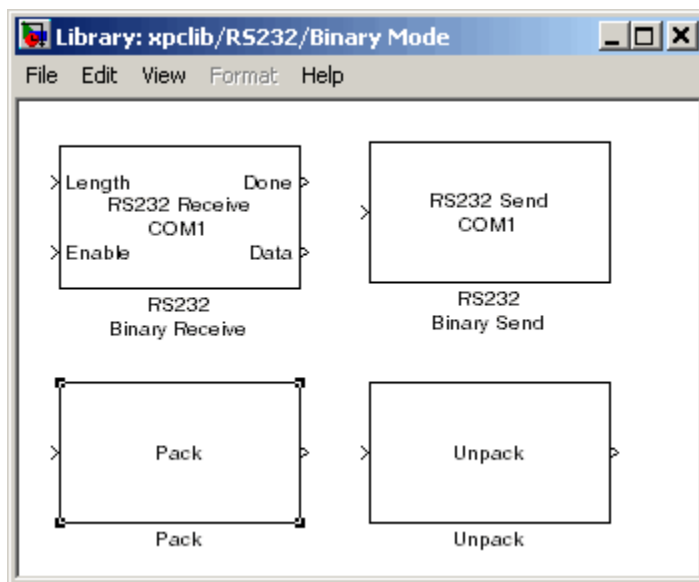 Library: xpclib/RS232/Binary Mode
File Edit View Format Help
Length Done
RS232 Receive
COM1
Enable Data
RS232
Binary Receive
RS232 Send
COM1
RS232
Binary Send
Pack
Pack
Unpack
Unpack